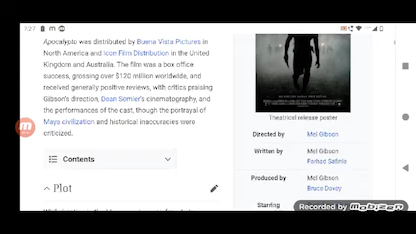 7:27
Apocalypto was distributed by Buena Vista Pictures in
North America and Icon Film Distribution in the
United Kingdom and Australia. The film was a box office
success, grossing over $120 million worldwide, and
received generally positive reviews, with critics praising
Gibson's direction, Dean Semler's cinematography, and
the performances of the cast, though the portrayal of
Maya civilization and historical inaccuracies were
criticized.
Contents
Plot
Theatrical release poster
Directed by Mel Gibson
Written by Mel Gibson
Farhad Safinia
Produced by Mel Gibson
Bruce Davey
Starring
Recorded by Mobizen